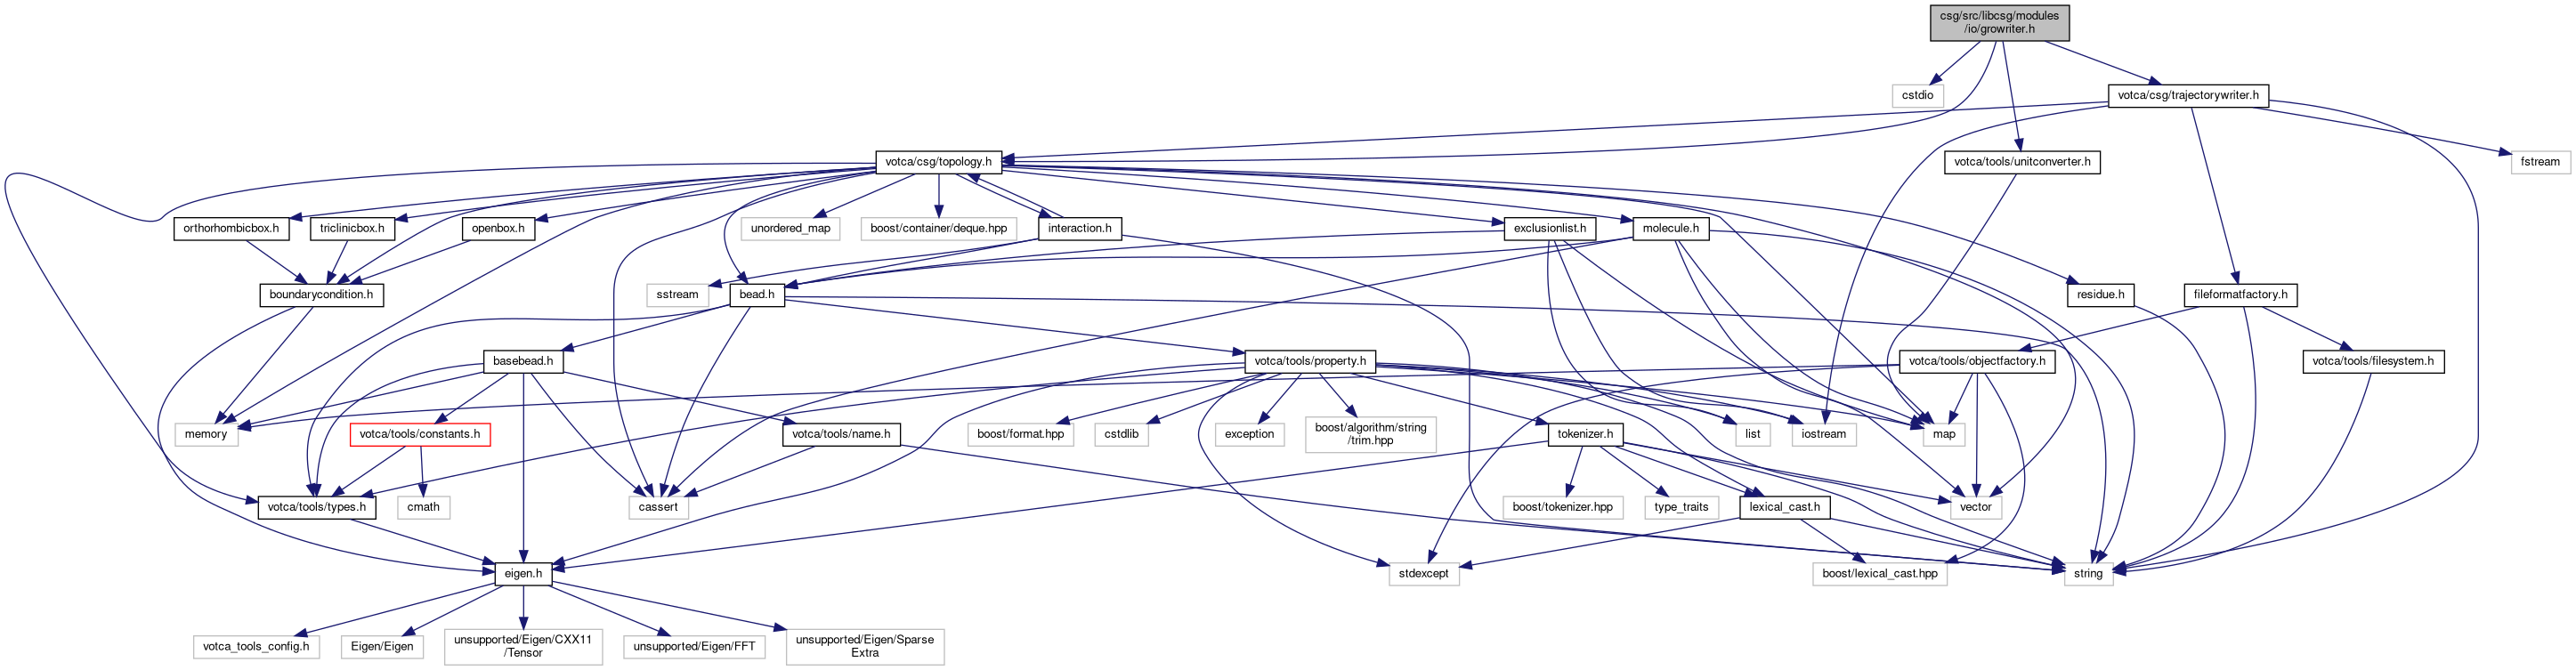 csg/src/libcsg/modules
/io/growriter.h
cstdio
votca/csg/trajectorywriter.h
votca/csg/topology.h
votca/tools/unitconverter.h
fstream
orthorhombicbox.h
triclinicbox.h
openbox.h
unordered_map
boost/container/deque.hpp
interaction.h
exclusionlist.h
molecule.h
boundarycondition.h
sstream
bead.h
residue.h
fileformatfactory.h
basebead.h
votca/tools/property.h
votca/tools/objectfactory.h
votca/tools/filesystem.h
memory
votca/tools/constants.h
votca/tools/name.h
boost/format.hpp
cstdlib
exception
boost/algorithm/string
/trim.hpp
tokenizer.h
list
iostream
map
votca/tools/types.h
cmath
cassert
boost/tokenizer.hpp
type_traits
lexical_cast.h
vector
eigen.h
stdexcept
boost/lexical_cast.hpp
string
votca_tools_config.h
Eigen/Eigen
unsupported/Eigen/CXX11
/Tensor
unsupported/Eigen/FFT
unsupported/Eigen/Sparse
Extra